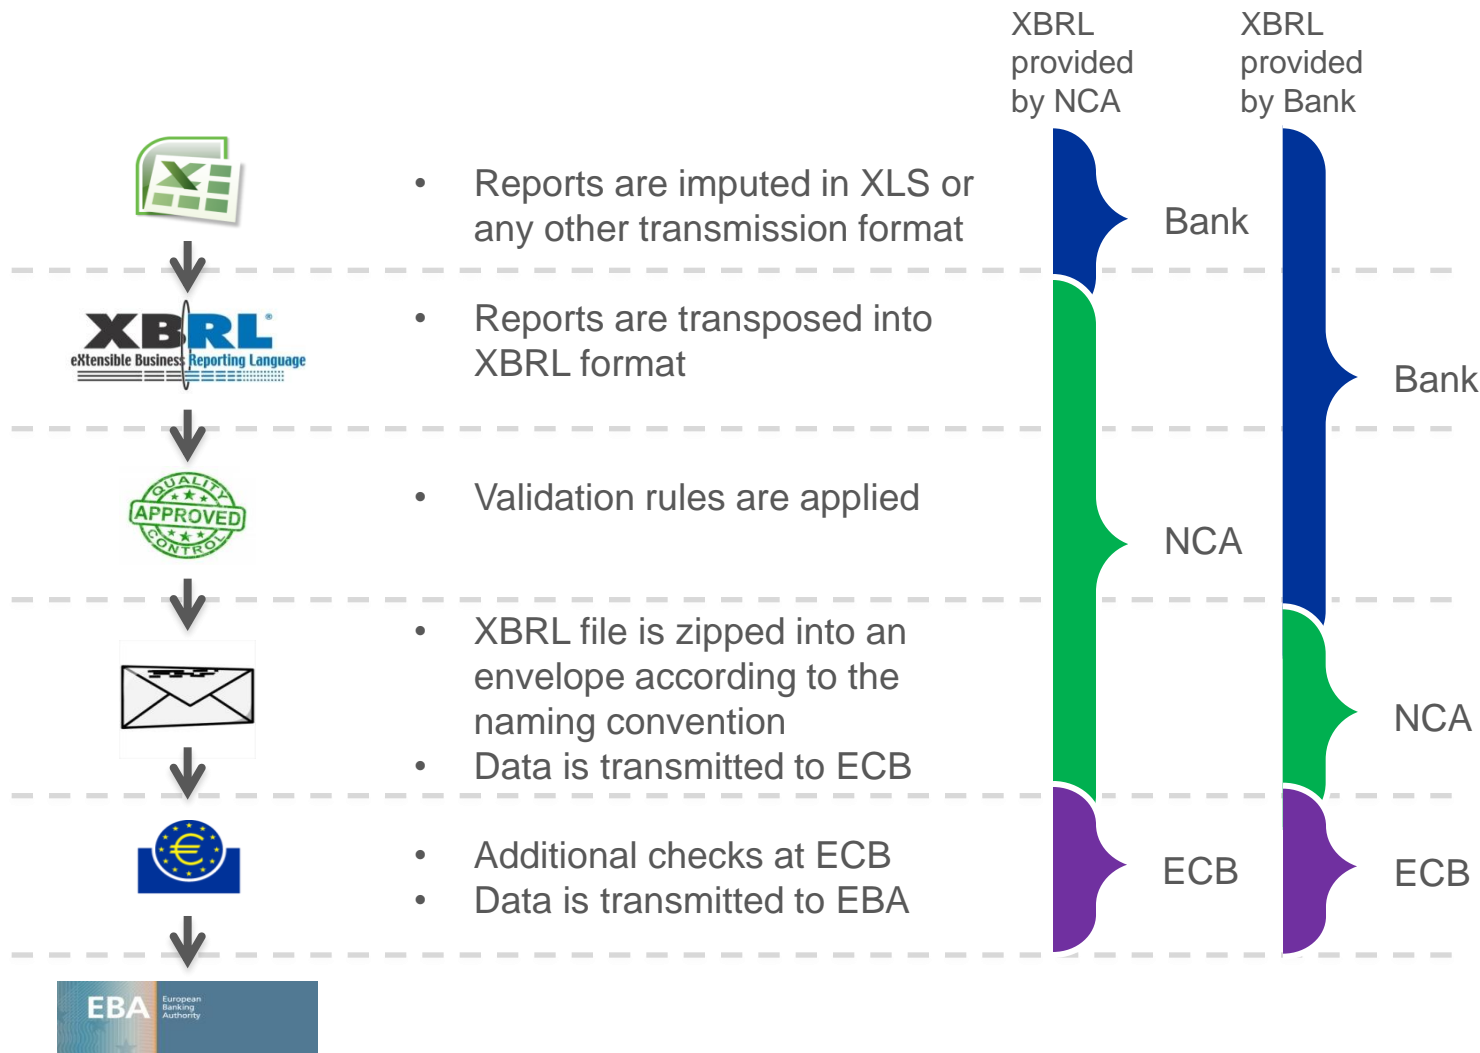 XBRL
provided
by NCA
XBRL
provided
by Bank
• Reports are imputed in XLS or
any other transmission format
Bank
XBRL®
eXtensible Business Reporting Language
• Reports are transposed into
XBRL format
Bank
QUALITY
APPROVED
CONTROL
• Validation rules are applied
NCA
• XBRL file is zipped into an
envelope according to the
naming convention
• Data is transmitted to ECB
NCA
€
• Additional checks at ECB
• Data is transmitted to EBA
ECB
ECB
EBA
European
Banking
Authority